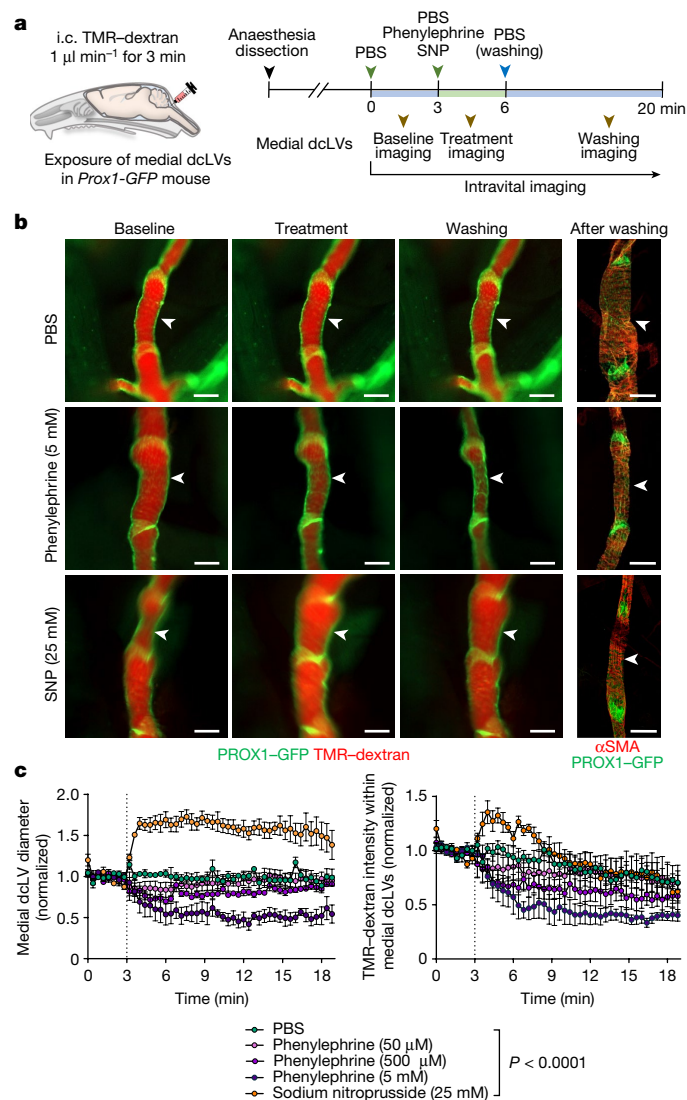 a
i.c. TMR–dextran
1 μl min⁻¹ for 3 min
Exposure of medial dcLVs
in Prox1-GFP mouse
Anaesthesia
dissection
PBS
PBS
Phenylephrine
SNP
PBS
(washing)
0
3
6
20 min
Medial dcLVs
Baseline
imaging
Treatment
imaging
Washing
imaging
Intravital imaging
b
Baseline
Treatment
Washing
After washing
PBS
Phenylephrine (5 mM)
SNP (25 mM)
PROX1–GFP TMR–dextran
αSMA
PROX1–GFP
c
Medial dcLV diameter
(normalized)
2.0
1.5
1.0
0.5
0
0 3 6 9 12 15 18
Time (min)
TMR–dextran intensity within
medial dcLVs (normalized)
1.5
1.0
0.5
0
0 3 6 9 12 15 18
Time (min)
PBS
Phenylephrine (50 μM)
Phenylephrine (500 μM)
Phenylephrine (5 mM)
Sodium nitroprusside (25 mM)
P < 0.0001